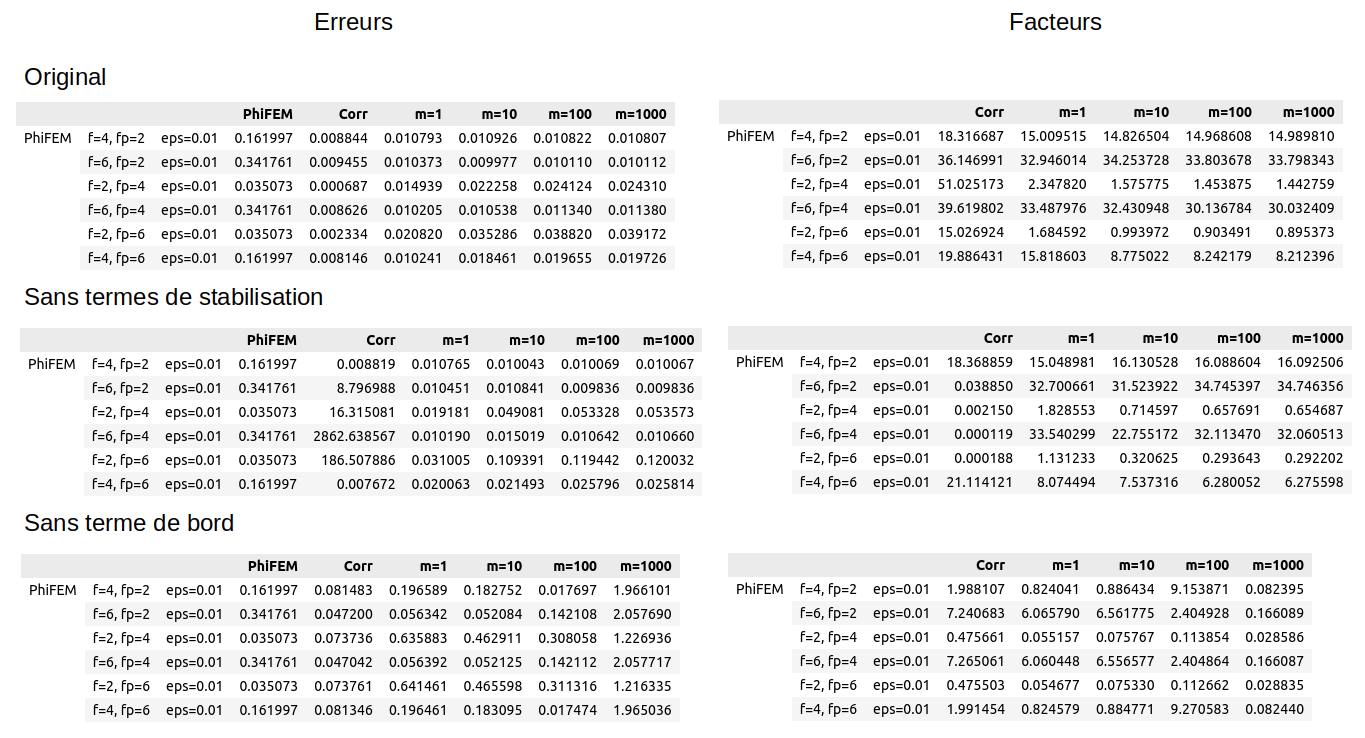 Erreurs Facteurs
Original
PhiFEM Corr m=1 m=10 m=100 m=1000 Corr m=1 m=10 m=100 m=1000
PhiFEM f=4, fp=2 eps=0.01 0.161997 0.008844 0.010793 0.010926 0.010822 0.010807 PhiFEM f=4, fp=2 eps=0.01 18.316687 15.009515 14.826504 14.968608 14.989810
f=6, fp=2 eps=0.01 0.341761 0.009455 0.010373 0.009977 0.010110 0.010112 f=6, fp=2 eps=0.01 36.146991 32.946014 34.253728 33.803678 33.798343
f=2, fp=4 eps=0.01 0.035073 0.000687 0.014939 0.022258 0.024124 0.024310 f=2, fp=4 eps=0.01 51.025173 2.347820 1.575775 1.453875 1.442759
f=6, fp=4 eps=0.01 0.341761 0.008626 0.010205 0.010538 0.011340 0.011380 f=6, fp=4 eps=0.01 39.619802 33.487976 32.430948 30.136784 30.032409
f=2, fp=6 eps=0.01 0.035073 0.002334 0.020820 0.035286 0.038820 0.039172 f=2, fp=6 eps=0.01 15.026924 1.684592 0.993972 0.903491 0.895373
f=4, fp=6 eps=0.01 0.161997 0.008146 0.010241 0.018461 0.019655 0.019726 f=4, fp=6 eps=0.01 19.886431 15.818603 8.775022 8.242179 8.212396
Sans termes de stabilisation
PhiFEM Corr m=1 m=10 m=100 m=1000 Corr m=1 m=10 m=100 m=1000
PhiFEM f=4, fp=2 eps=0.01 0.161997 0.008819 0.010765 0.010043 0.010069 0.010067 PhiFEM f=4, fp=2 eps=0.01 18.368859 15.048981 16.130528 16.088604 16.092506
f=6, fp=2 eps=0.01 0.341761 8.796988 0.010451 0.010841 0.009836 0.009836 f=6, fp=2 eps=0.01 0.038850 32.700661 31.523922 34.745397 34.746356
f=2, fp=4 eps=0.01 0.035073 16.315081 0.019181 0.049081 0.053328 0.053573 f=2, fp=4 eps=0.01 0.002150 1.828553 0.714597 0.657691 0.654687
f=6, fp=4 eps=0.01 0.341761 2862.638567 0.010190 0.015019 0.010642 0.010660 f=6, fp=4 eps=0.01 0.000119 33.540299 22.755172 32.113470 32.060513
f=2, fp=6 eps=0.01 0.035073 186.507886 0.031005 0.109391 0.119442 0.120032 f=2, fp=6 eps=0.01 0.000188 1.131233 0.320625 0.293643 0.292202
f=4, fp=6 eps=0.01 0.161997 0.007672 0.020063 0.021493 0.025796 0.025814 f=4, fp=6 eps=0.01 21.114121 8.074494 7.537316 6.280052 6.275598
Sans terme de bord
PhiFEM Corr m=1 m=10 m=100 m=1000 Corr m=1 m=10 m=100 m=1000
PhiFEM f=4, fp=2 eps=0.01 0.161997 0.081483 0.196589 0.182752 0.017697 1.966101 PhiFEM f=4, fp=2 eps=0.01 1.988107 0.824041 0.886434 9.153871 0.082395
f=6, fp=2 eps=0.01 0.341761 0.047200 0.056342 0.052084 0.142108 2.057690 f=6, fp=2 eps=0.01 7.240683 6.065790 6.561775 2.404928 0.166089
f=2, fp=4 eps=0.01 0.035073 0.073736 0.635883 0.462911 0.308058 1.226936 f=2, fp=4 eps=0.01 0.475661 0.055157 0.075767 0.113854 0.028586
f=6, fp=4 eps=0.01 0.341761 0.047042 0.056392 0.052125 0.142112 2.057717 f=6, fp=4 eps=0.01 7.265061 6.060448 6.556577 2.404864 0.166087
f=2, fp=6 eps=0.01 0.035073 0.073761 0.641461 0.465598 0.311316 1.216335 f=2, fp=6 eps=0.01 0.475503 0.054677 0.075330 0.112662 0.028835
f=4, fp=6 eps=0.01 0.161997 0.081346 0.196461 0.183095 0.017474 1.965036 f=4, fp=6 eps=0.01 1.991454 0.824579 0.884771 9.270583 0.082440